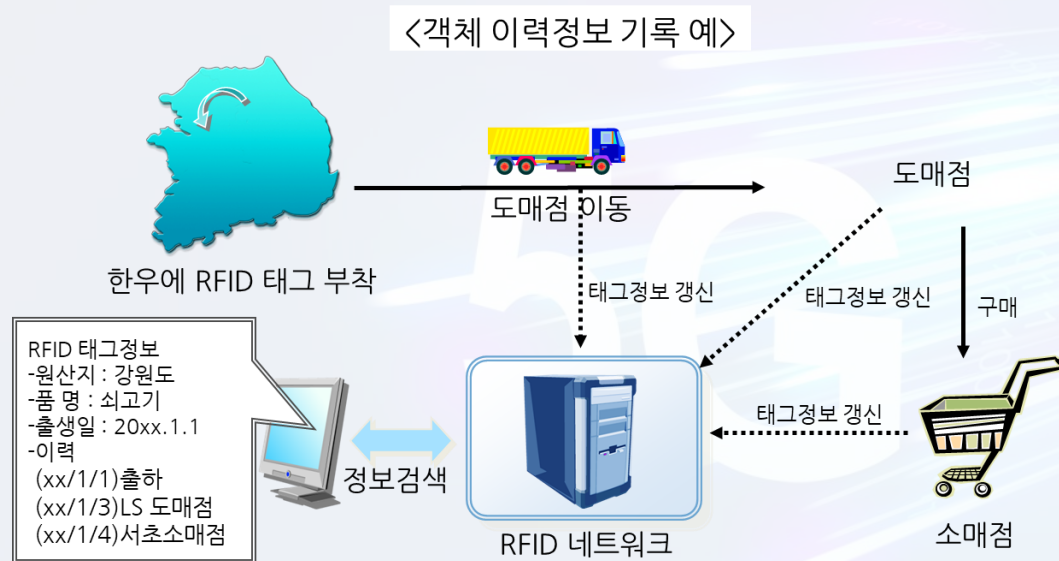 <객체 이력정보 기록 예>
도매점 이동
도매점
한우에 RFID 태그 부착
태그정보 갱신
태그정보 갱신
구매
RFID 태그정보
-원산지 : 강원도
-품 명 : 쇠고기
-출생일 : 20xx.1.1
-이력
(xx/1/1)출하
(xx/1/3)LS 도매점
(xx/1/4)서초소매점
정보검색
태그정보 갱신
RFID 네트워크
소매점
5G